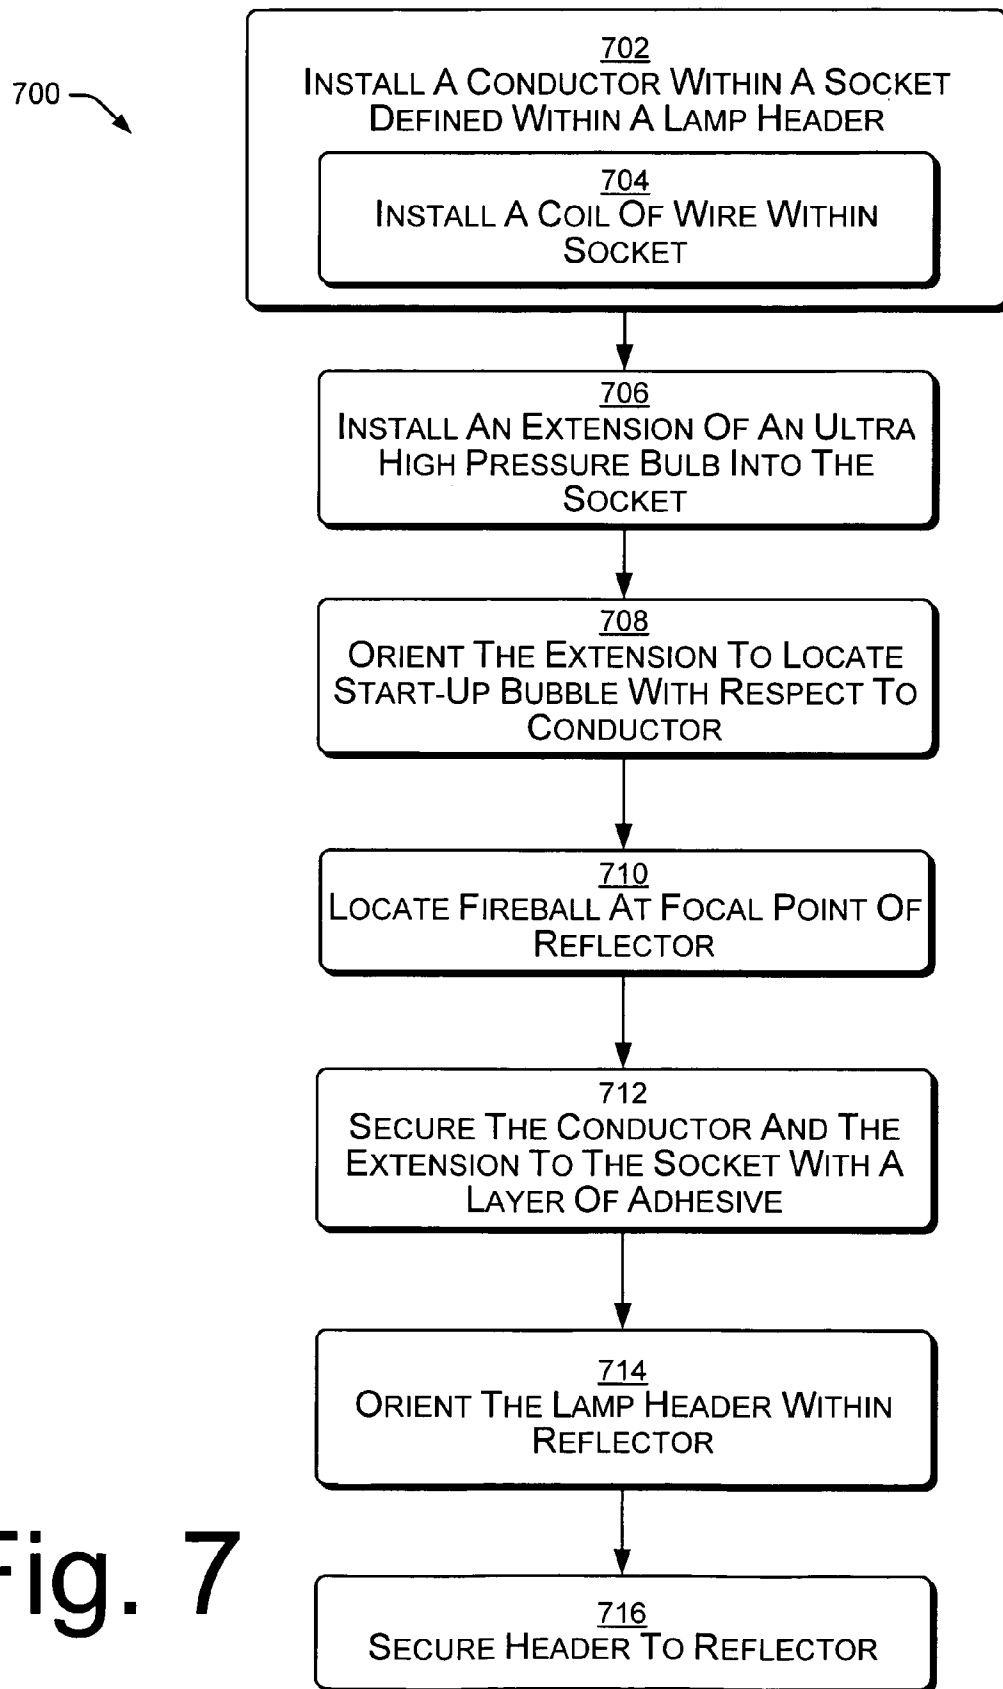 700
702
INSTALL A CONDUCTOR WITHIN A SOCKET
DEFINED WITHIN A LAMP HEADER
704
INSTALL A COIL OF WIRE WITHIN
SOCKET
706
INSTALL AN EXTENSION OF AN ULTRA
HIGH PRESSURE BULB INTO THE
SOCKET
708
ORIENT THE EXTENSION TO LOCATE
START-UP BUBBLE WITH RESPECT TO
CONDUCTOR
710
LOCATE FIREBALL AT FOCAL POINT OF
REFLECTOR
712
SECURE THE CONDUCTOR AND THE
EXTENSION TO THE SOCKET WITH A
LAYER OF ADHESIVE
714
ORIENT THE LAMP HEADER WITHIN
REFLECTOR
716
SECURE HEADER TO REFLECTOR
Fig. 7